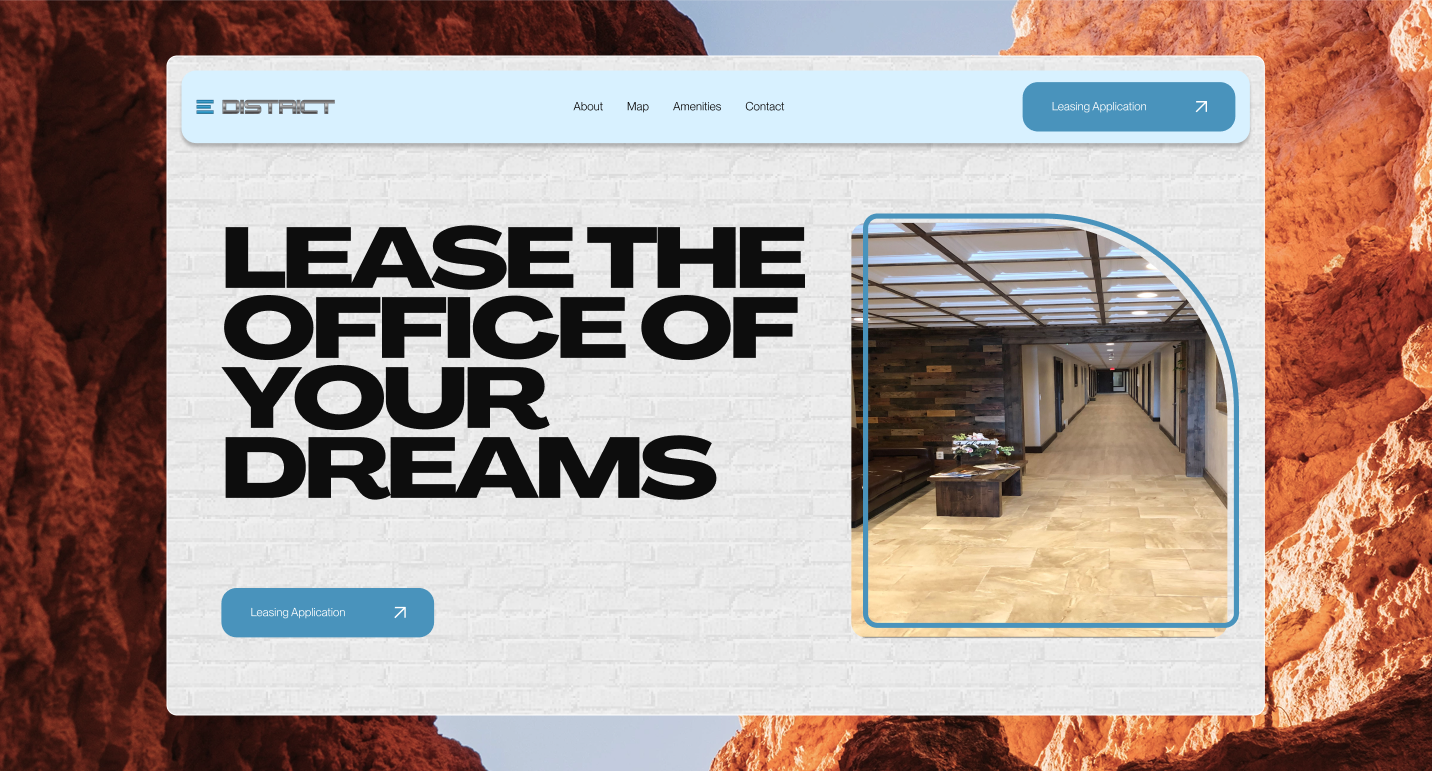 E DISTRICT
About
Map
Amenities
Contact
Leasing Application
LEASE THE
OFFICE OF
YOUR
DREAMS
Leasing Application